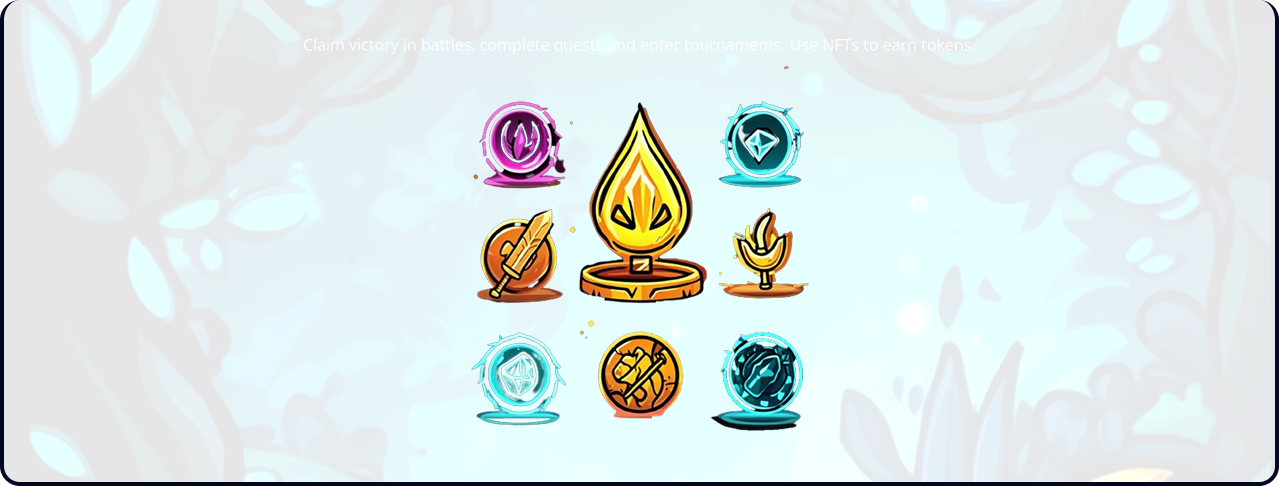 Claim victory in battles, complete quests and enter tournaments. Use NFTs to earn tokens.